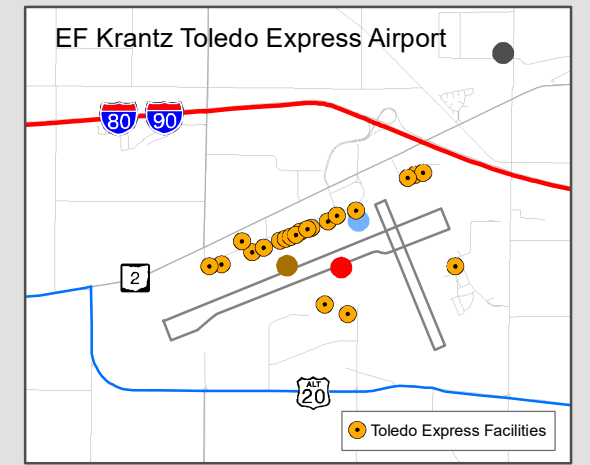 EF Krantz Toledo Express Airport
80
90
2
ALT
20
Toledo Express Facilities